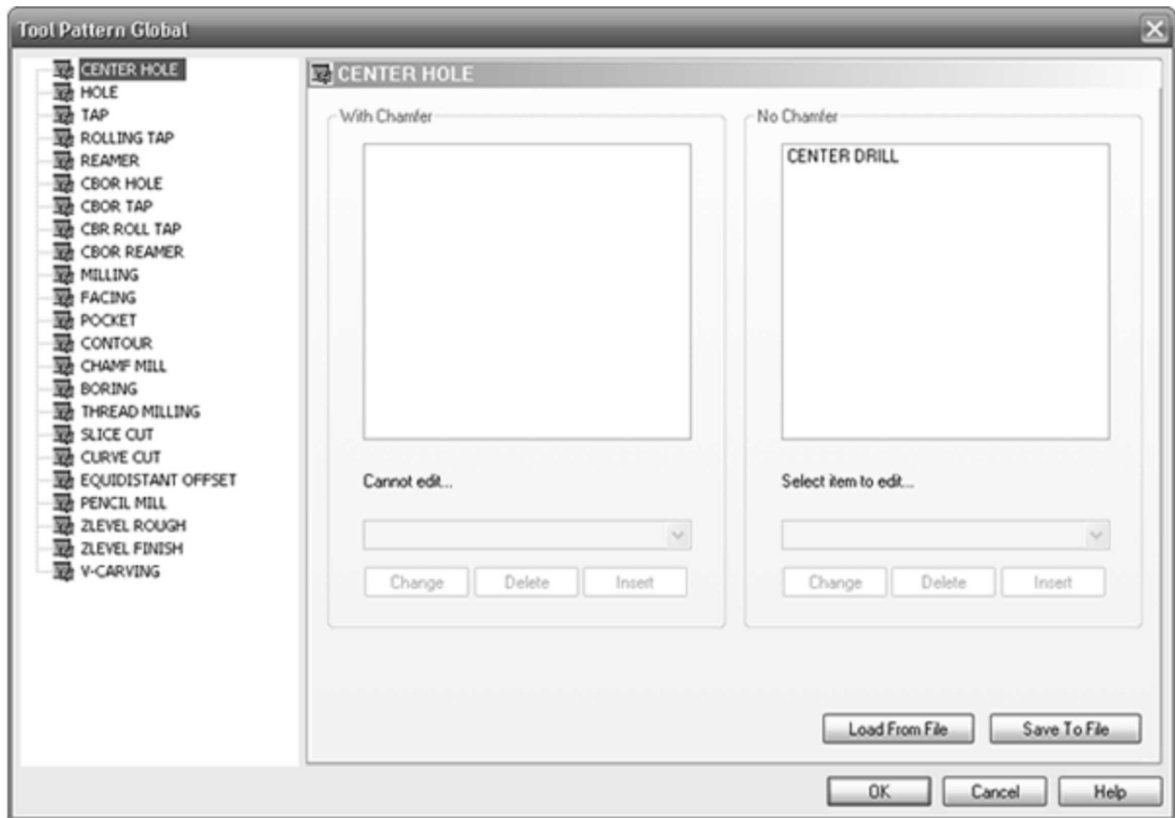 Tool Pattern Global
CENTER HOLE
HOLE
TAP
ROLLING TAP
REAMER
CBOR HOLE
CBOR TAP
CBR ROLL TAP
CBOR REAMER
MILLING
FACING
POCKET
CONTOUR
CHAMF MILL
BORING
THREAD MILLING
SLICE CUT
CURVE CUT
EQUIDISTANT OFFSET
PENCIL MILL
ZLEVEL ROUGH
ZLEVEL FINISH
V-CARVING
CENTER HOLE
With Chamfer
Cannot edit...
Change Delete Insert
No Chamfer
CENTER DRILL
Select item to edit...
Change Delete Insert
Load From File Save To File
OK Cancel Help